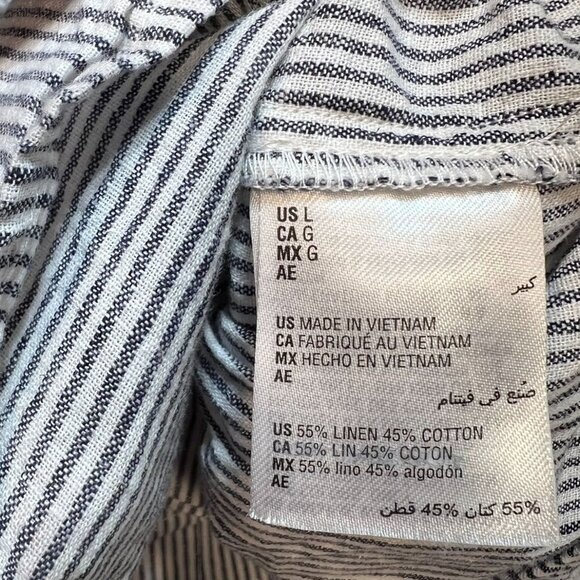 US L
CA G
MX G
AE
كبير
US MADE IN VIETNAM
CA FABRIQUÉ AU VIETNAM
MX HECHO EN VIETNAM
AE
صُنع في فيتنام
US 55% LINEN 45% COTTON
CA 55% LIN 45% COTON
MX 55% lino 45% algodón
AE
55% كتان 45% قطن